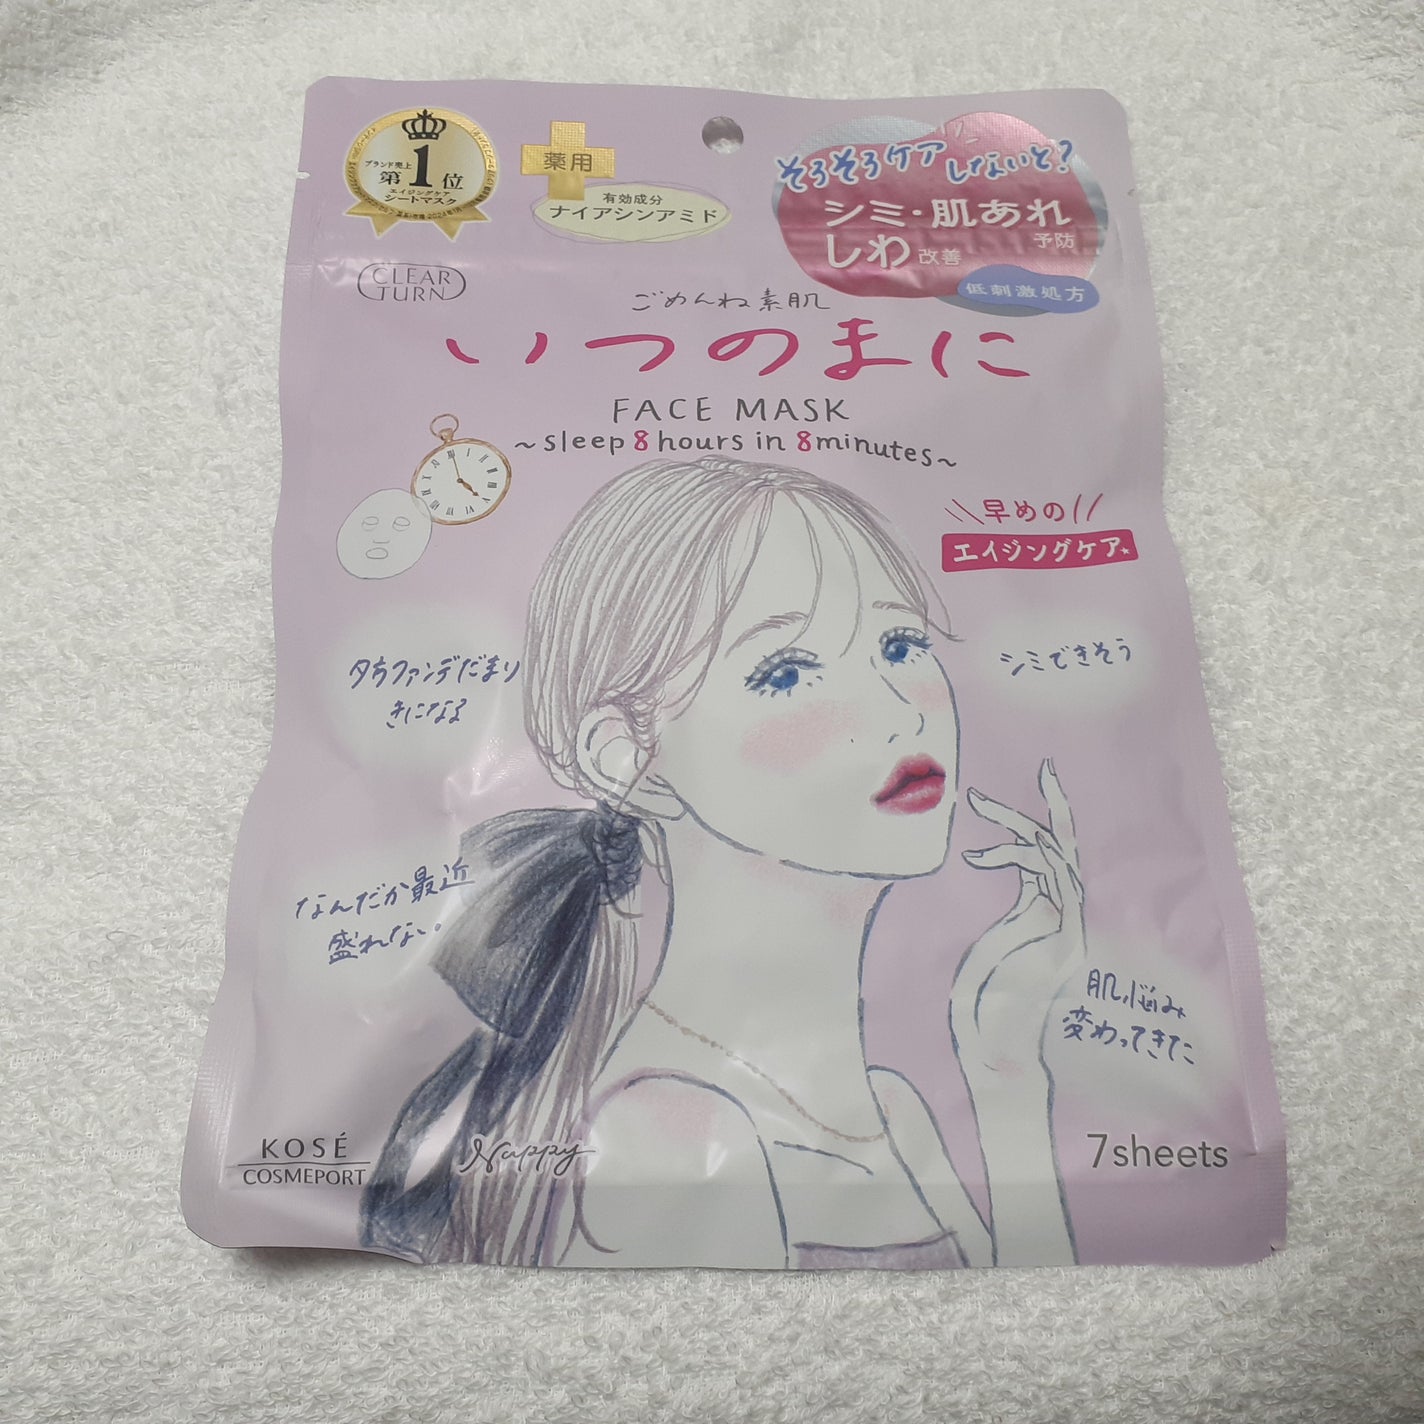 ブランド売上
第1位
エイジングケア
シートマスク
薬用
有効成分
ナイアシンアミド
そろそろケア
しないと?
シミ・肌あれ
予防
しわ改善
低刺激処方
CLEAR
TURN
ごめんね素肌
いつのまに
FACE MASK
~sleep 8 hours in 8minutes~
\\早めの//
エイジングケア★
夕方ファンデだまり
きになる
シミできそう
なんだか最近
盛れない。
肌悩み
変わってきた
KOSÉ
COSMEPORT
Nappy
7sheets